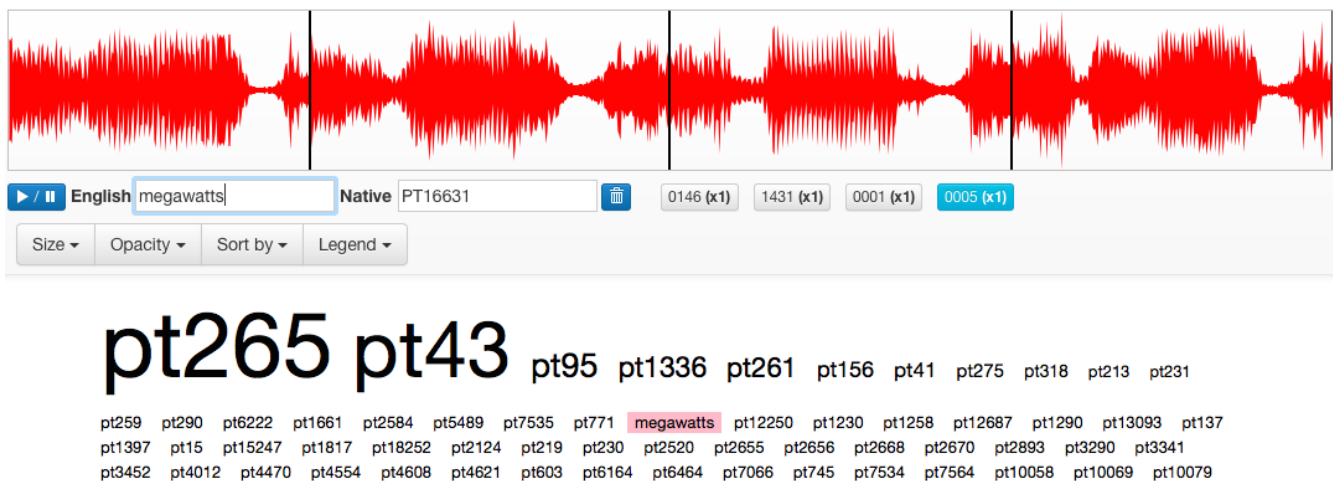 English megawatts Native PT16631 0146 (x1) 1431 (x1) 0001 (x1) 0005 (x1)
Size Opacity Sort by Legend
pt265 pt43 pt95 pt1336 pt261 pt156 pt41 pt275 pt318 pt213 pt231
pt259 pt290 pt6222 pt1661 pt2584 pt5489 pt7535 pt771 megawatts pt12250 pt1230 pt1258 pt12687 pt1290 pt13093 pt137
pt1397 pt15 pt15247 pt1817 pt18252 pt2124 pt219 pt230 pt2520 pt2655 pt2656 pt2668 pt2670 pt2893 pt3290 pt3341
pt3452 pt4012 pt4470 pt4554 pt4608 pt4621 pt603 pt6164 pt6464 pt7066 pt745 pt7534 pt7564 pt10058 pt10069 pt10079